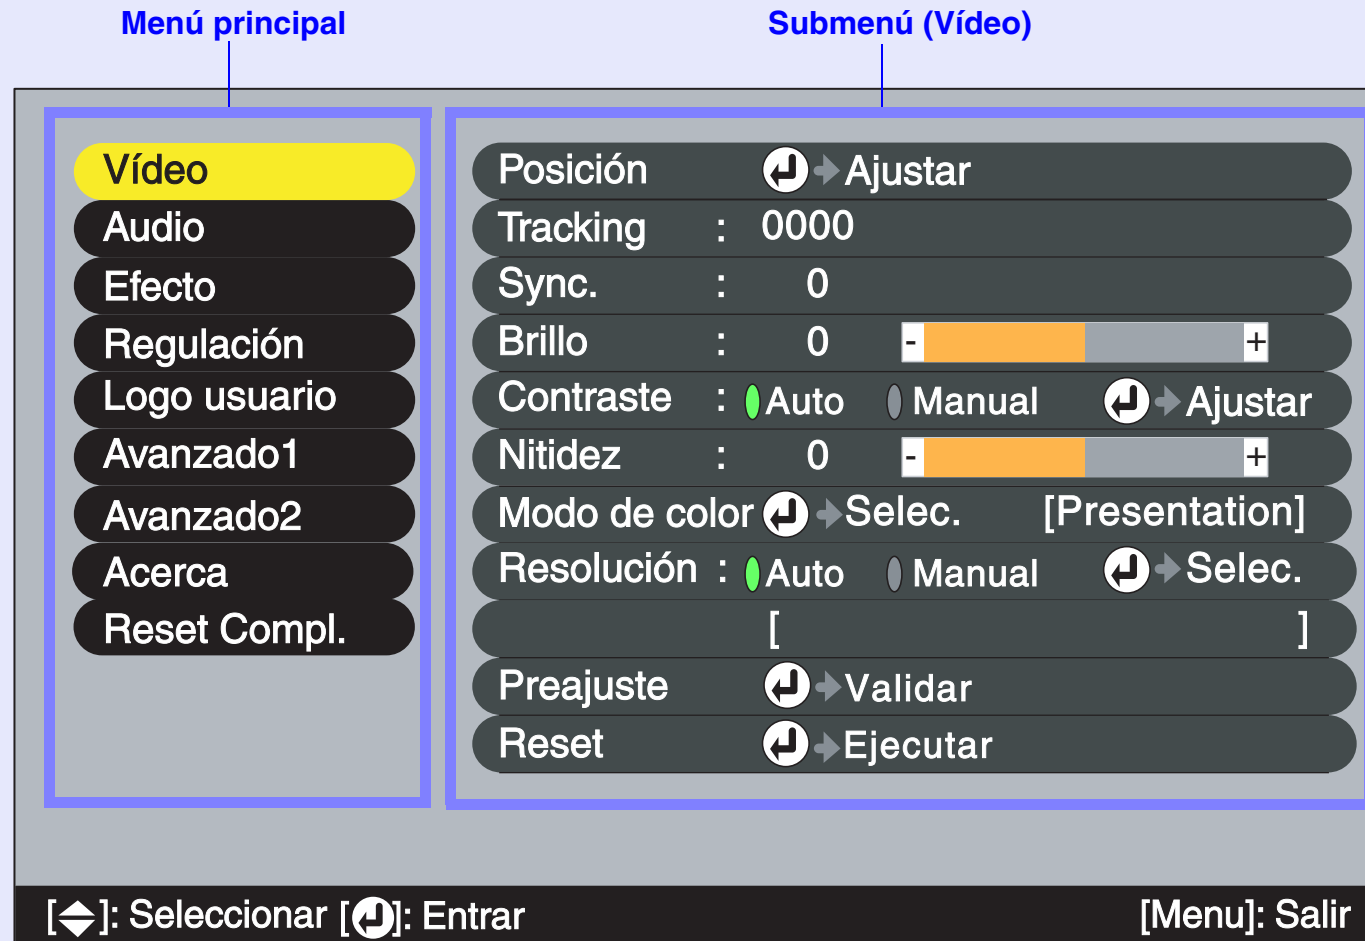 Menú principal
Submenú (Vídeo)
Vídeo
Audio
Efecto
Regulación
Logo usuario
Avanzado1
Avanzado2
Acerca
Reset Compl.
Posición Ajustar
Tracking : 0000
Sync. : 0
Brillo : 0 - +
Contraste : Auto Manual Ajustar
Nitidez : 0 - +
Modo de color Selec. [Presentation]
Resolución : Auto Manual Selec.
[ ]
Preajuste Validar
Reset Ejecutar
[ ]: Seleccionar [ ]: Entrar
[Menu]: Salir